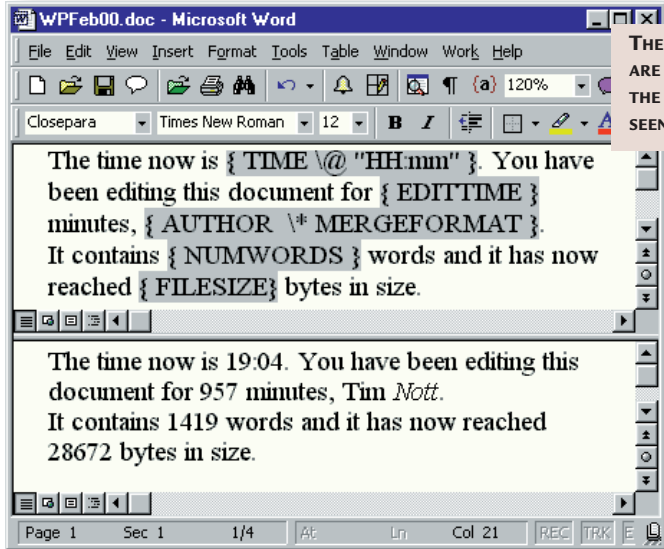 WPFeb00.doc - Microsoft Word
File Edit View Insert Format Tools Table Window Work Help
THE
ARE
THE
SEEN
{a} 120%
Closepara Times New Roman 12 B I A
The time now is { TIME \@ "HH:mm" }. You have
been editing this document for { EDITTIME }
minutes, { AUTHOR \* MERGEFORMAT }.
It contains { NUMWORDS } words and it has now
reached { FILESIZE} bytes in size.
The time now is 19:04. You have been editing this
document for 957 minutes, Tim Nott.
It contains 1419 words and it has now reached
28672 bytes in size.
Page 1 Sec 1 1/4 At Ln Col 21 REC TRK E